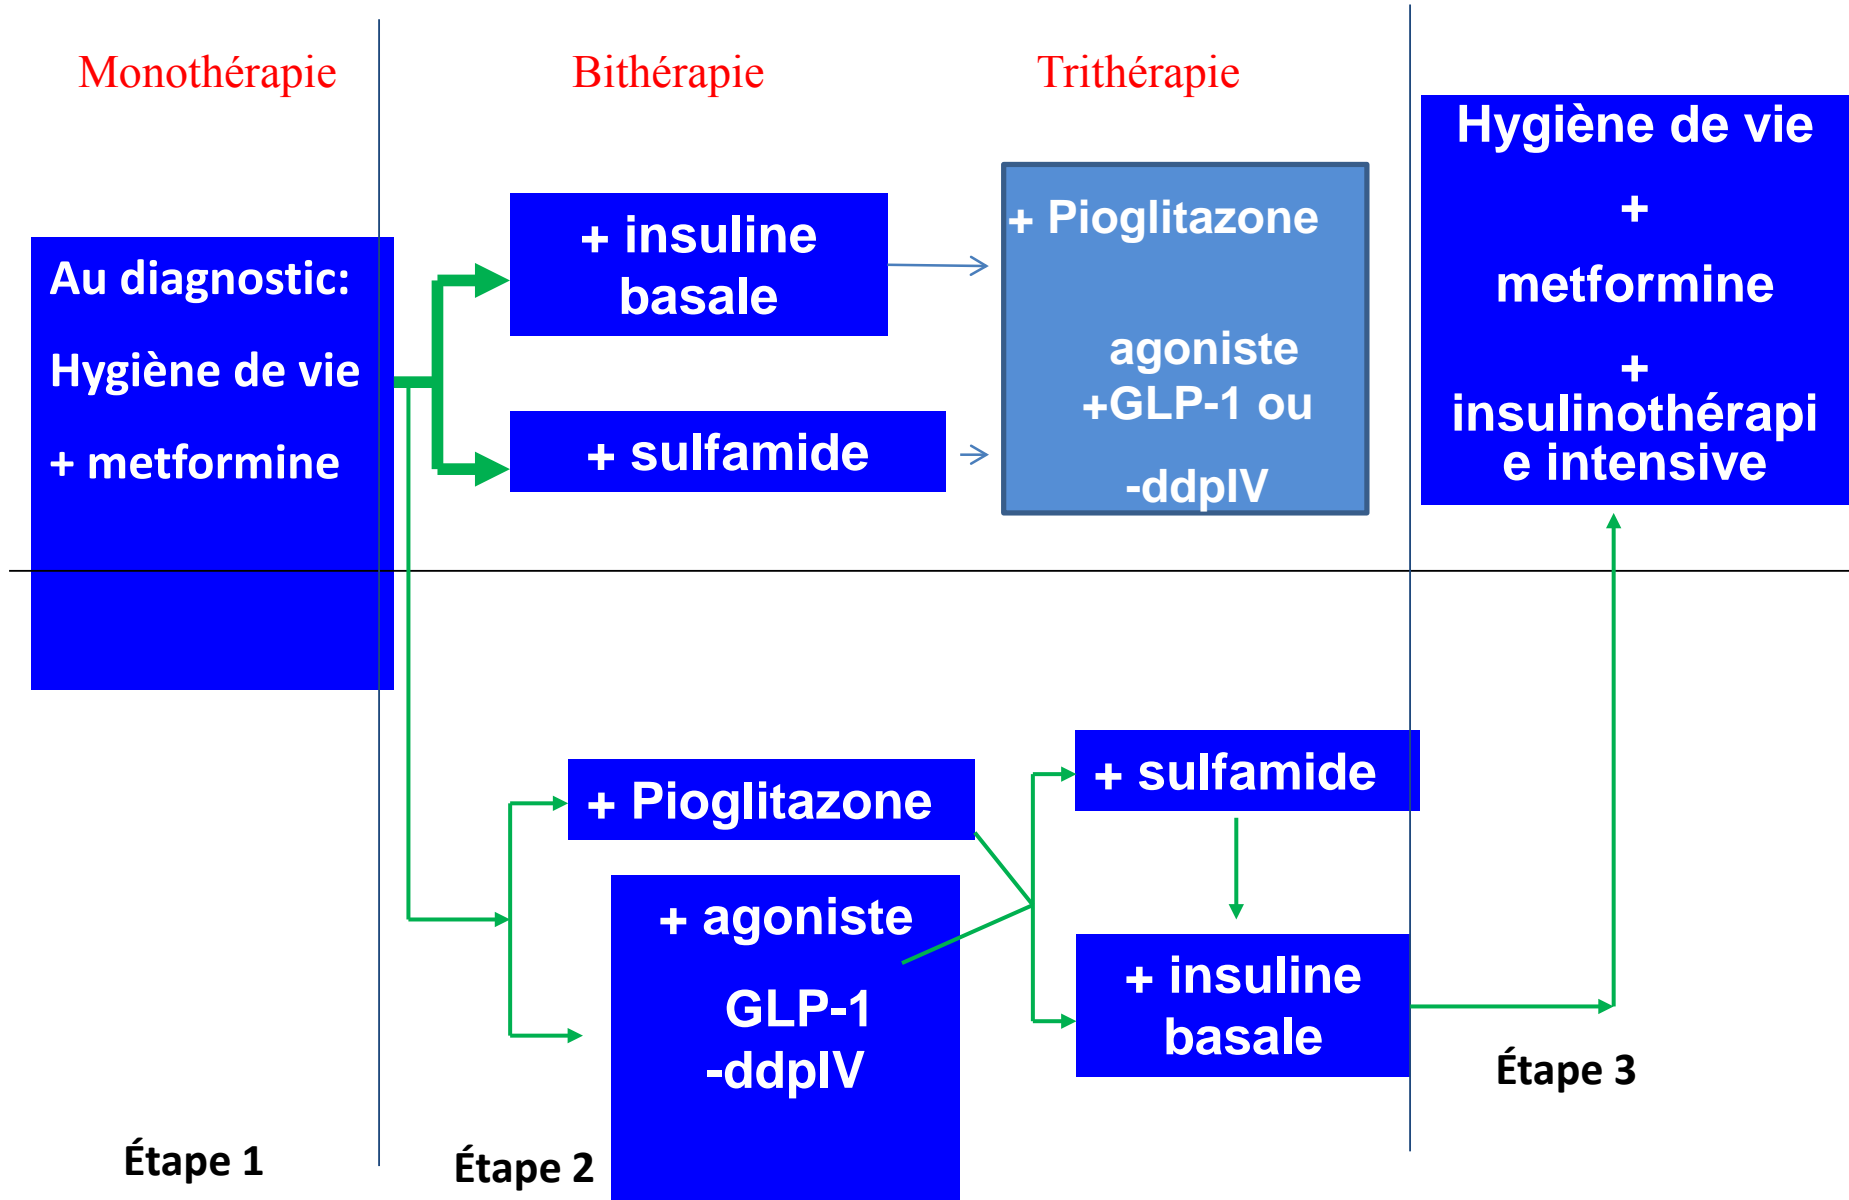 Monothérapie
Bithérapie
Trithérapie
Au diagnostic:
Hygiène de vie
+ metformine
+ insuline
basale
+ sulfamide
+ Pioglitazone
agoniste
+GLP-1 ou
-ddpIV
Hygiène de vie
+
metformine
+
insulinothérapi
e intensive
+ Pioglitazone
+ agoniste
GLP-1
-ddpIV
+ sulfamide
+ insuline
basale
Étape 1
Étape 2
Étape 3